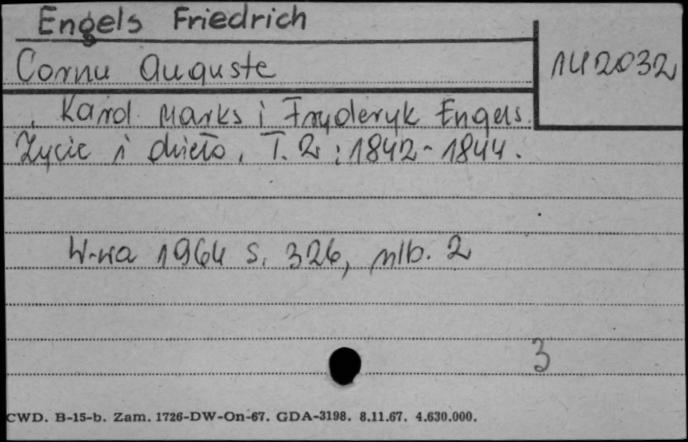 Engels Friedrich
Cornu Auguste
142032
Karol Marks i Fryderyk Engels.
Życie i dzieło, T. 2: 1842-1844.
W-wa 1964 s. 326, nlb. 2
3
CWD. B-15-b. Zam. 1726-DW-On-67. GDA-3198. 8.11.67. 4.630.000.